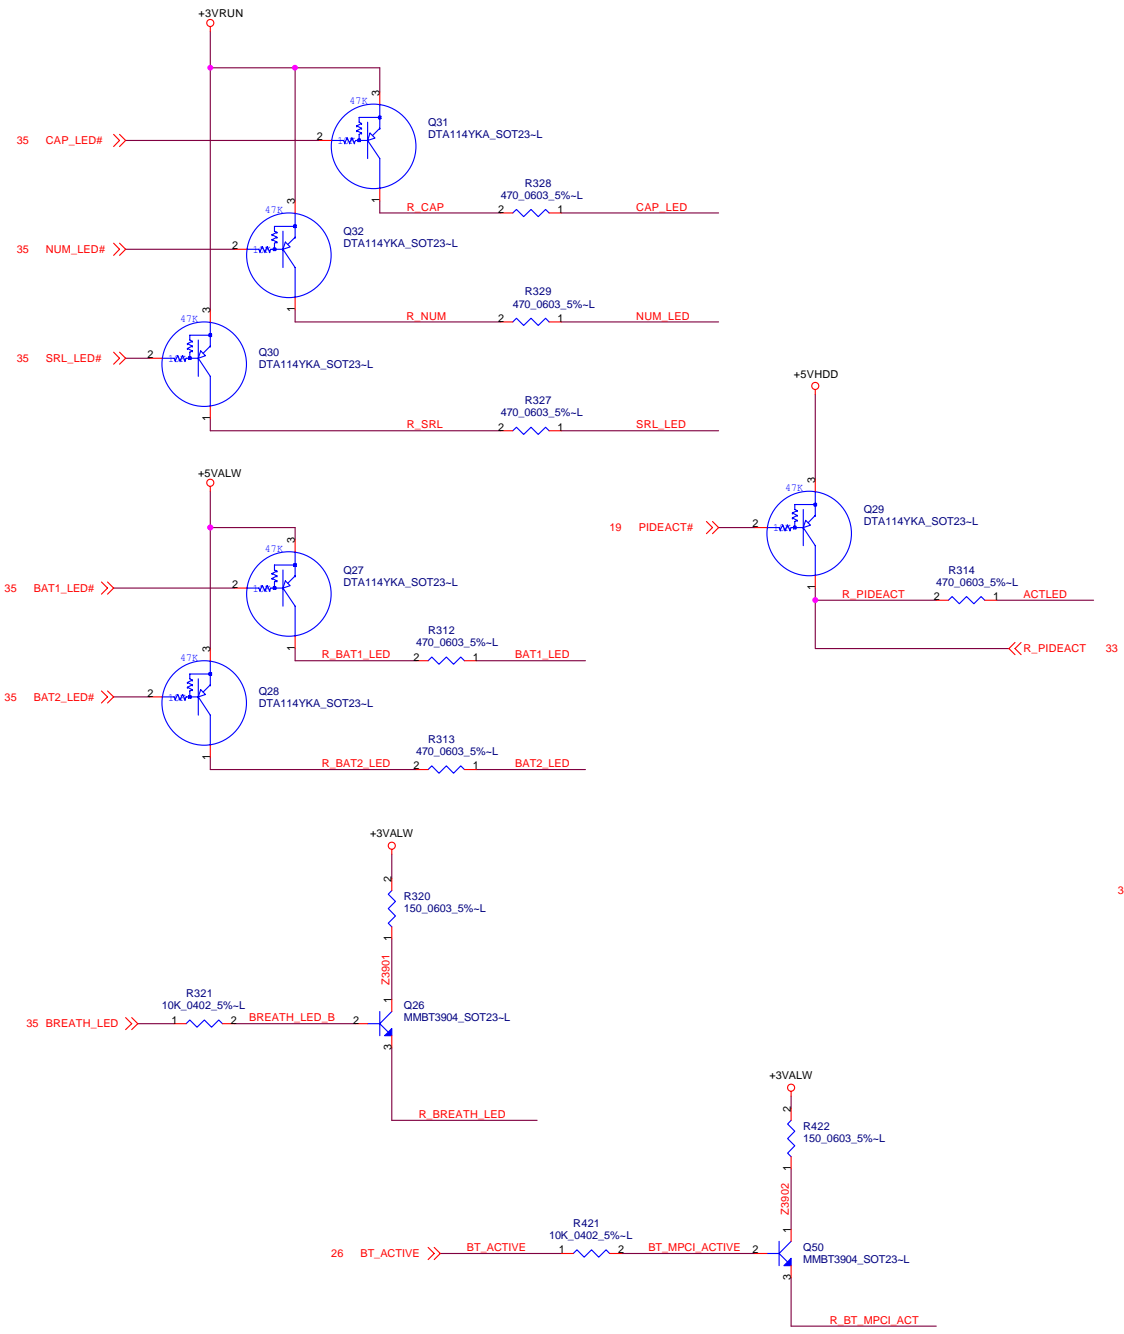 +3VRUN
3
47K
Q31
DTA114YKA_SOT23~L
35 CAP_LED# 2
1
R328
470_0603_5%~L
R_CAP 2 1 CAP_LED
3
47K
Q32
DTA114YKA_SOT23~L
35 NUM_LED# 2
1
R329
470_0603_5%~L
R_NUM 2 1 NUM_LED
3
47K
Q30
DTA114YKA_SOT23~L
35 SRL_LED# 2
1
R327
470_0603_5%~L
R_SRL 2 1 SRL_LED
+5VHDD
3
47K
Q29
DTA114YKA_SOT23~L
19 PIDEACT# 2
1
R314
470_0603_5%~L
R_PIDEACT 2 1 ACTLED
R_PIDEACT 33
+5VALW
3
47K
Q27
DTA114YKA_SOT23~L
35 BAT1_LED# 2
1
R312
470_0603_5%~L
R_BAT1_LED 2 1 BAT1_LED
3
47K
Q28
DTA114YKA_SOT23~L
35 BAT2_LED# 2
1
R313
470_0603_5%~L
R_BAT2_LED 2 1 BAT2_LED
+3VALW
2
R320
150_0603_5%~L
1
Z3901
3
R321
10K_0402_5%~L
1
Q26
MMBT3904_SOT23~L
35 BREATH_LED 1 2 BREATH_LED_B 2
3
R_BREATH_LED
+3VALW
2
R422
150_0603_5%~L
1
Z3902
R421
10K_0402_5%~L
1
Q50
MMBT3904_SOT23~L
26 BT_ACTIVE BT_ACTIVE 1 2 BT_MPCI_ACTIVE 2
3
R_BT_MPCI_ACT